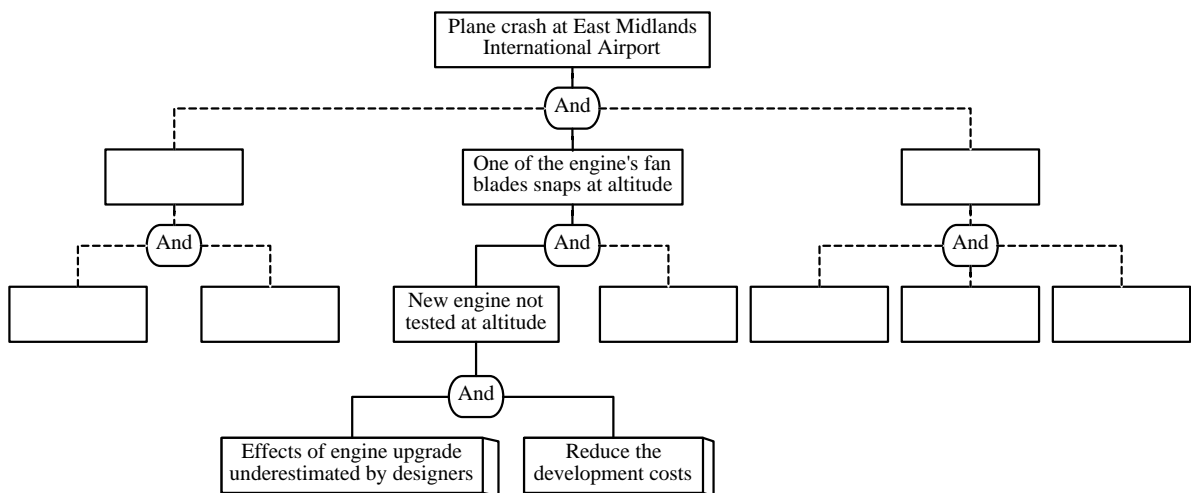 Plane crash at East Midlands
International Airport
And
One of the engine's fan
blades snaps at altitude
And
And
And
New engine not
tested at altitude
And
Effects of engine upgrade
underestimated by designers
Reduce the
development costs